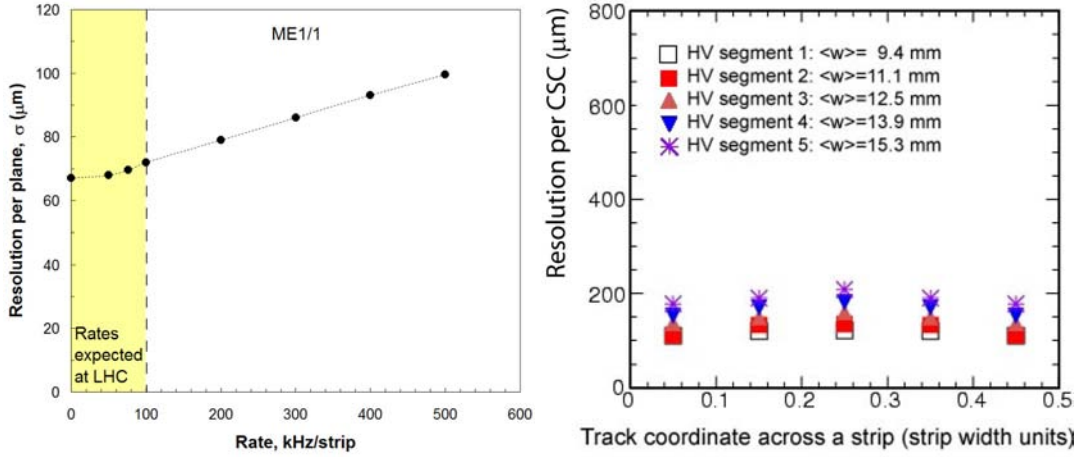 120
100
80
60
40
20
0
Resolution per plane, σ (μm)
ME1/1
Rates
expected
at LHC
0 100 200 300 400 500 600
Rate, kHz/strip
800
600
400
200
0
Resolution per CSC (μm)
HV segment 1: <w>= 9.4 mm
HV segment 2: <w>=11.1 mm
HV segment 3: <w>=12.5 mm
HV segment 4: <w>=13.9 mm
HV segment 5: <w>=15.3 mm
0 0.1 0.2 0.3 0.4 0.5
Track coordinate across a strip (strip width units)